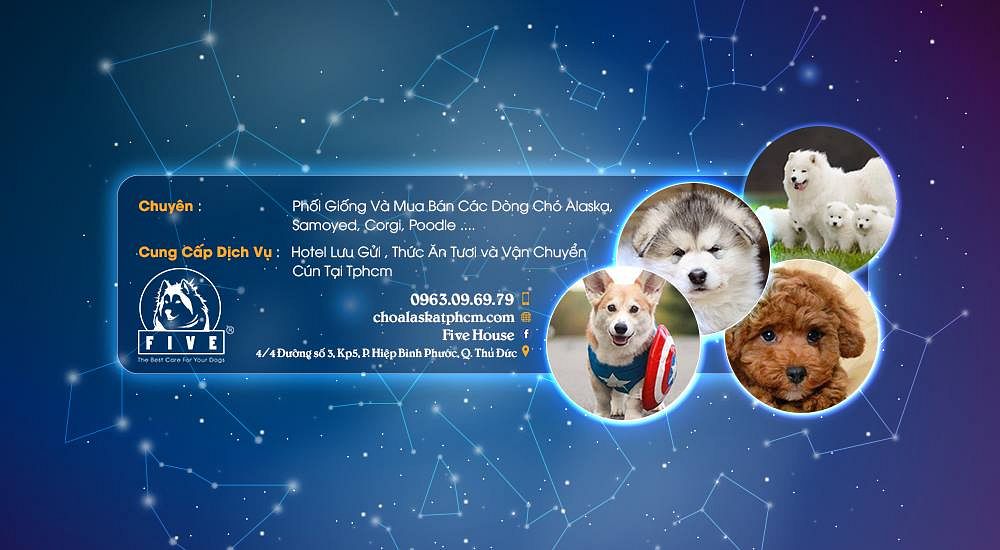 Chuyên :
Phối Giống Và Mua Bán Các Dòng Chó Alaska,
Samoyed, Corgi, Poodle ....
Cung Cấp Dịch Vụ :
Hotel Lưu Gửi , Thức Ăn Tươi và Vận Chuyển
Cún Tại Tphcm
0963.09.69.79
choalaskatphcm.com
Five House
4/4 Đường số 3, Kp5, P. Hiệp Bình Phước, Q. Thủ Đức
FIVE ®
The Best Care For Your Dogs